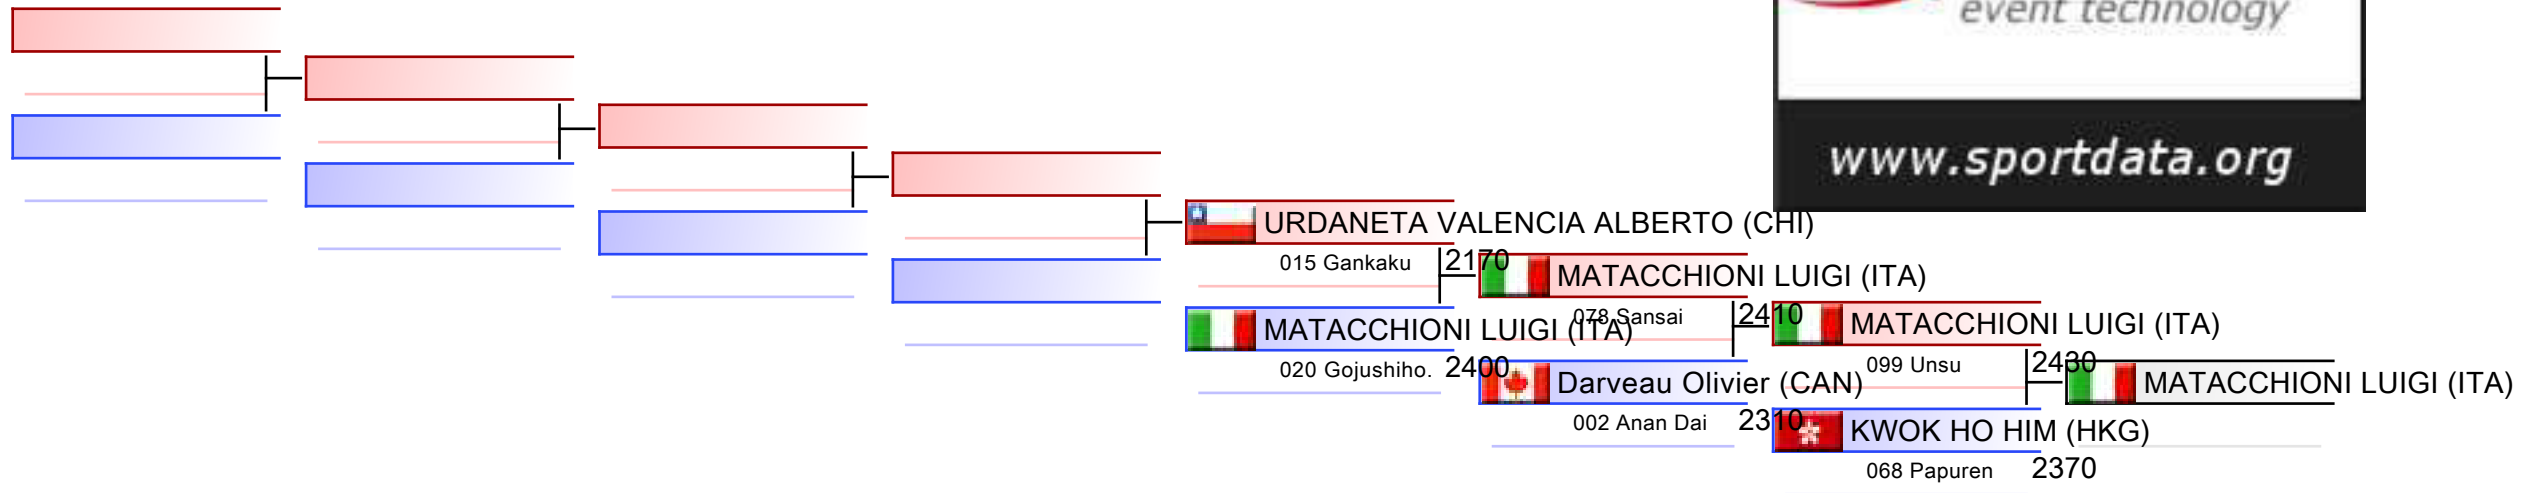 event technology
www.sportdata.org
URDANETA VALENCIA ALBERTO (CHI)
015 Gankaku 2170
MATACCHIONI LUIGI (ITA)
020 Gojushiho. 2400
MATACCHIONI LUIGI (ITA)
078 Sansai 2410
Darveau Olivier (CAN)
002 Anan Dai 2310
MATACCHIONI LUIGI (ITA)
099 Unsu 2430
KWOK HO HIM (HKG)
068 Papuren 2370
MATACCHIONI LUIGI (ITA)